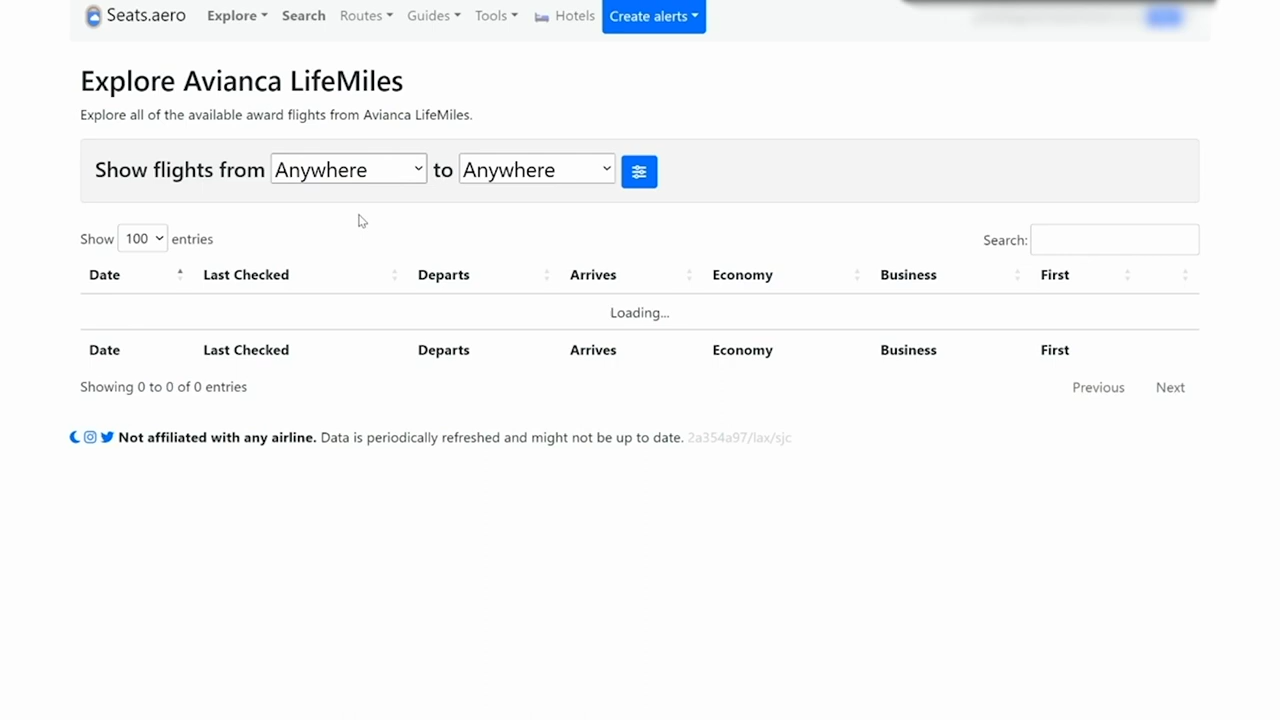 Seats.aero Explore Search Routes Guides Tools Hotels Create alerts
Explore Avianca LifeMiles
Explore all of the available award flights from Avianca LifeMiles.
Show flights from Anywhere to Anywhere
Show 100 entries Search:
Date Last Checked Departs Arrives Economy Business First
Loading...
Date Last Checked Departs Arrives Economy Business First
Showing 0 to 0 of 0 entries Previous Next
Not affiliated with any airline. Data is periodically refreshed and might not be up to date. 2a354a97/lax/sjc